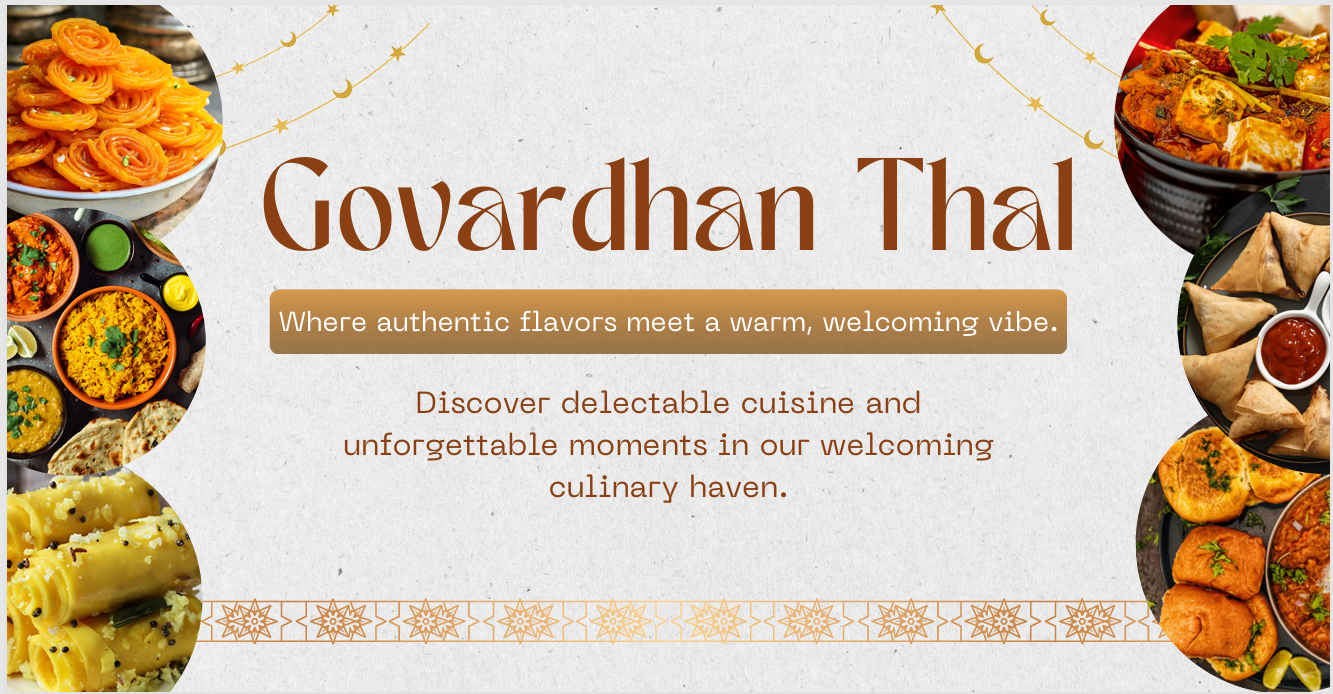 Govardhan Thal
Where authentic flavors meet a warm, welcoming vibe.
Discover delectable cuisine and
unforgettable moments in our welcoming
culinary haven.